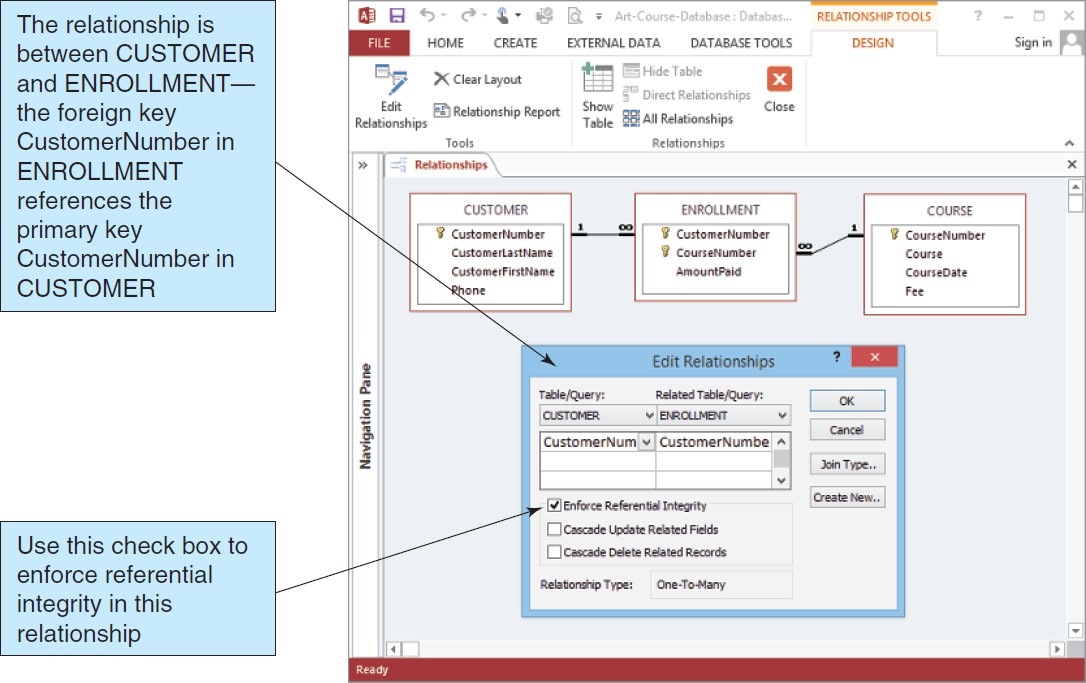 The relationship is
between CUSTOMER
and ENROLLMENT—
the foreign key
CustomerNumber in
ENROLLMENT
references the
primary key
CustomerNumber in
CUSTOMER
Use this check box to
enforce referential
integrity in this
relationship
Art-Course-Database : Databas...
RELATIONSHIP TOOLS
?
FILE
HOME
CREATE
EXTERNAL DATA
DATABASE TOOLS
DESIGN
Sign in
Edit
Relationships
Clear Layout
Relationship Report
Tools
Show
Table
Hide Table
Direct Relationships
All Relationships
Relationships
Close
»
Relationships
Navigation Pane
CUSTOMER
CustomerNumber
CustomerLastName
CustomerFirstName
Phone
1
∞
ENROLLMENT
CustomerNumber
CourseNumber
AmountPaid
∞
1
COURSE
CourseNumber
Course
CourseDate
Fee
Edit Relationships
?
Table/Query:
Related Table/Query:
CUSTOMER
ENROLLMENT
CustomerNum
CustomerNumbe
Enforce Referential Integrity
Cascade Update Related Fields
Cascade Delete Related Records
Relationship Type:
One-To-Many
OK
Cancel
Join Type..
Create New..
Ready